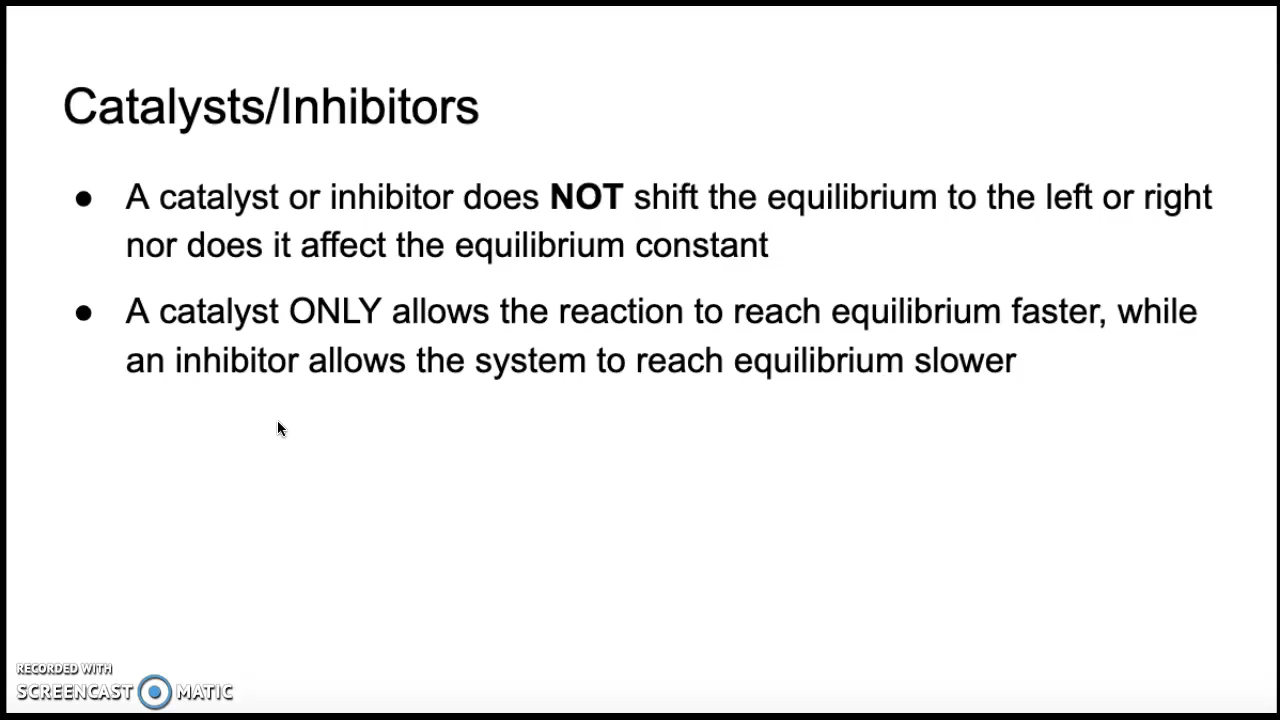 Catalysts/Inhibitors
● A catalyst or inhibitor does NOT shift the equilibrium to the left or right
nor does it affect the equilibrium constant
● A catalyst ONLY allows the reaction to reach equilibrium faster, while
an inhibitor allows the system to reach equilibrium slower
RECORDED WITH
SCREENCAST MATIC